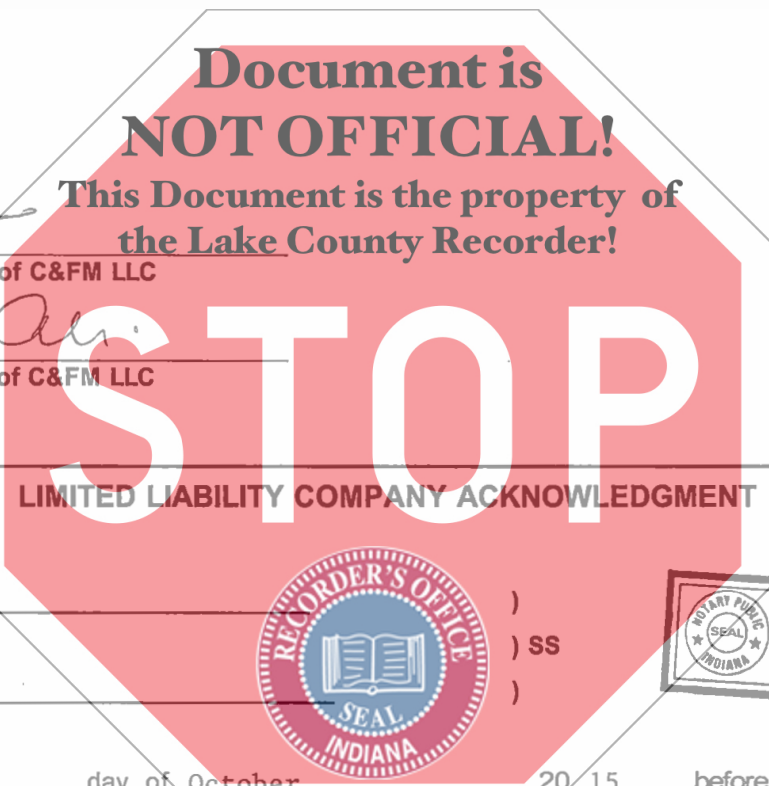 Document is
NOT OFFICIAL!
This Document is the property of
the Lake County Recorder!
of C&FM LLC
of C&FM LLC
STOP
LIMITED LIABILITY COMPANY ACKNOWLEDGMENT
)
) SS
)
RECORDER'S OFFICE
SEAL
INDIANA
NOTARY PUBLIC
SEAL
INDIANA
day of October 20 15 before